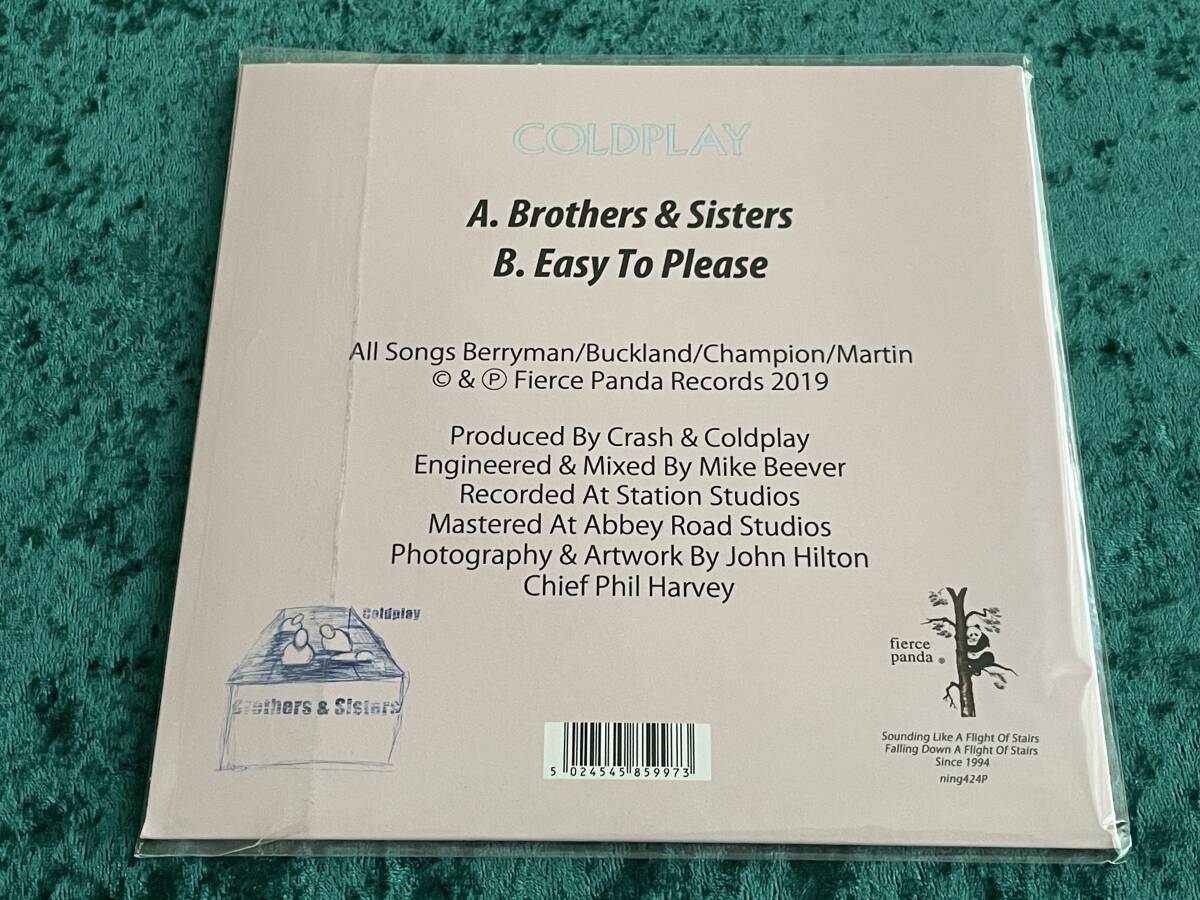 COLDPLAY
A. Brothers & Sisters
B. Easy To Please
All Songs Berryman/Buckland/Champion/Martin
© & ℗ Fierce Panda Records 2019
Produced By Crash & Coldplay
Engineered & Mixed By Mike Beever
Recorded At Station Studios
Mastered At Abbey Road Studios
Photography & Artwork By John Hilton
Chief Phil Harvey
Coldplay
Brothers & Sisters
5 024545 859973
fierce
panda ®
Sounding Like A Flight Of Stairs
Falling Down A Flight Of Stairs
Since 1994
ning424P